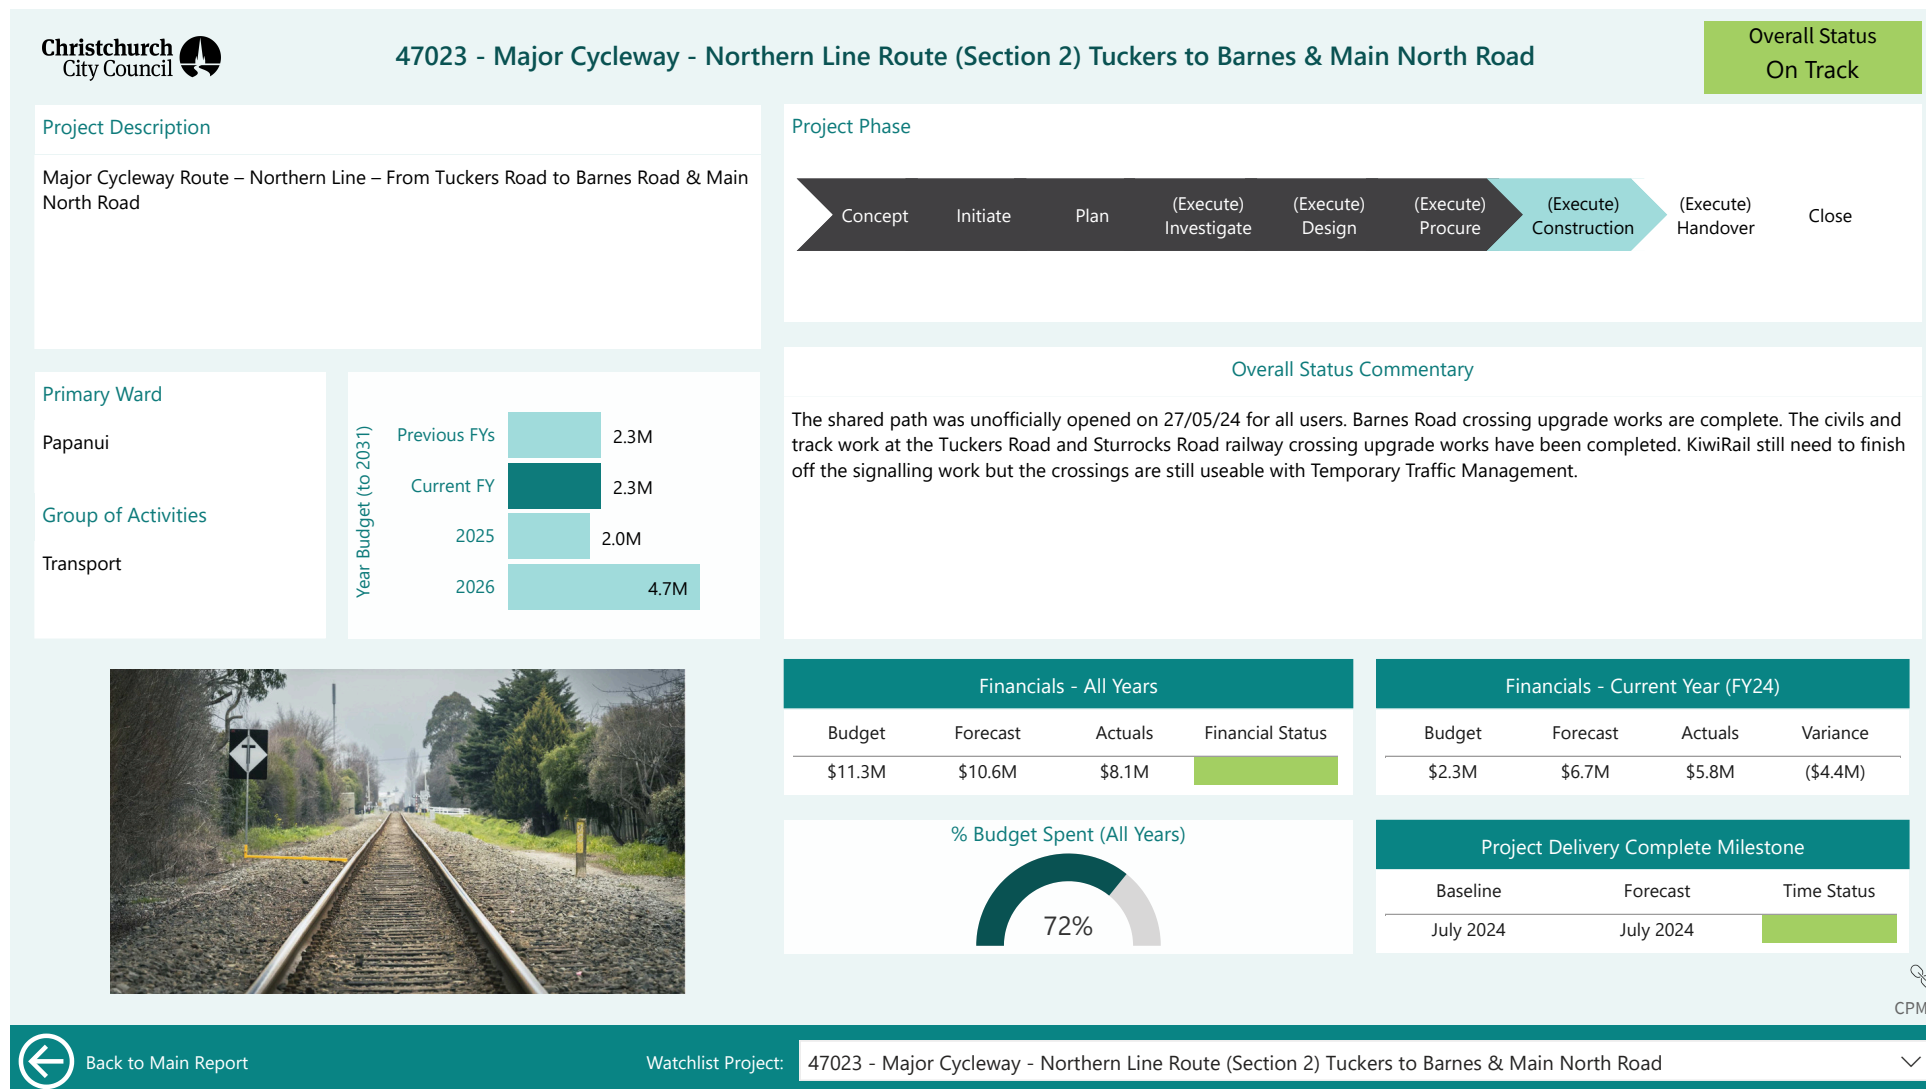 Christchurch
City Council
47023 - Major Cycleway - Northern Line Route (Section 2) Tuckers to Barnes & Main North Road
Overall Status
On Track
Project Description
Major Cycleway Route – Northern Line – From Tuckers Road to Barnes Road & Main
North Road
Project Phase
Concept
Initiate
Plan
(Execute)
Investigate
(Execute)
Design
(Execute)
Procure
(Execute)
Construction
(Execute)
Handover
Close
Primary Ward
Papanui
Group of Activities
Transport
Year Budget (to 2031)
Previous FYs 2.3M
Current FY 2.3M
2025 2.0M
2026 4.7M
Overall Status Commentary
The shared path was unofficially opened on 27/05/24 for all users. Barnes Road crossing upgrade works are complete. The civils and
track work at the Tuckers Road and Sturrocks Road railway crossing upgrade works have been completed. KiwiRail still need to finish
off the signalling work but the crossings are still useable with Temporary Traffic Management.
Financials - All Years
Budget Forecast Actuals Financial Status
$11.3M $10.6M $8.1M
Financials - Current Year (FY24)
Budget Forecast Actuals Variance
$2.3M $6.7M $5.8M ($4.4M)
% Budget Spent (All Years)
72%
Project Delivery Complete Milestone
Baseline Forecast Time Status
July 2024 July 2024
CPM
Back to Main Report
Watchlist Project: 47023 - Major Cycleway - Northern Line Route (Section 2) Tuckers to Barnes & Main North Road